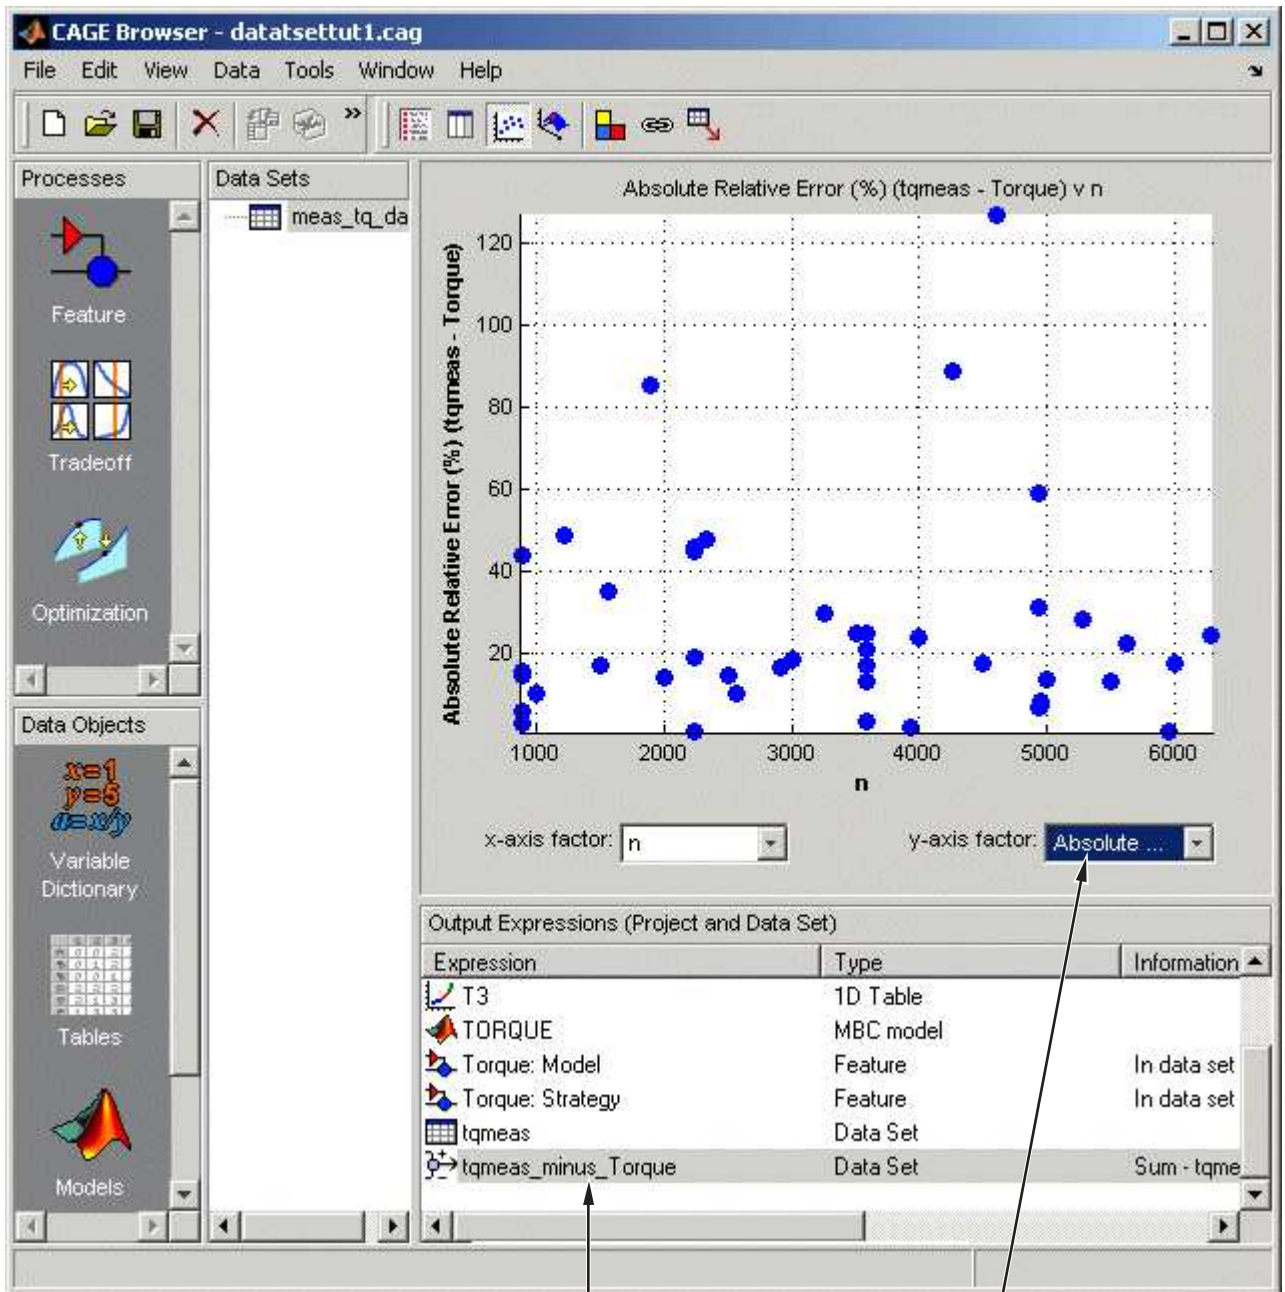 CAGE Browser - datatsettut1.cag
File Edit View Data Tools Window Help
Processes
Feature
Tradeoff
Optimization
Data Objects
x=1
y=5
a=x/y
Variable
Dictionary
Tables
Models
Data Sets
meas_tq_da
Absolute Relative Error (%) (tqmeas - Torque) v n
Absolute Relative Error (%) (tqmeas - Torque)
120
100
80
60
40
20
1000 2000 3000 4000 5000 6000
n
x-axis factor: n y-axis factor: Absolute ...
Output Expressions (Project and Data Set)
Expression Type Information
T3 1D Table
TORQUE MBC model
Torque: Model Feature In data set
Torque: Strategy Feature In data set
tqmeas Data Set
tqmeas_minus_Torque Data Set Sum - tqme